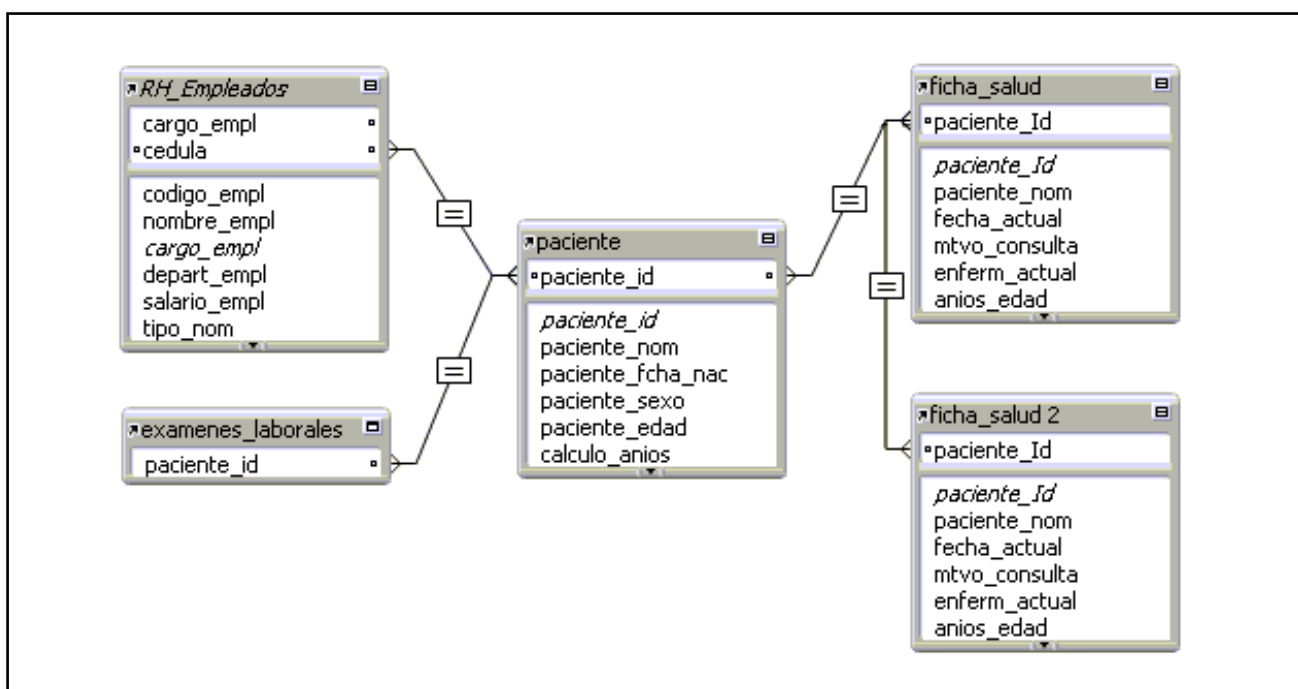 RH_Empleados
cargo_empl
cedula
codigo_empl
nombre_empl
cargo_empl
depart_empl
salario_empl
tipo_nom
examenes_laborales
paciente_id
=
=
paciente
paciente_id
paciente_id
paciente_nom
paciente_fcha_nac
paciente_sexo
paciente_edad
calculo_anios
=
=
ficha_salud
paciente_Id
paciente_Id
paciente_nom
fecha_actual
mtvo_consulta
enferm_actual
anios_edad
ficha_salud 2
paciente_Id
paciente_Id
paciente_nom
fecha_actual
mtvo_consulta
enferm_actual
anios_edad